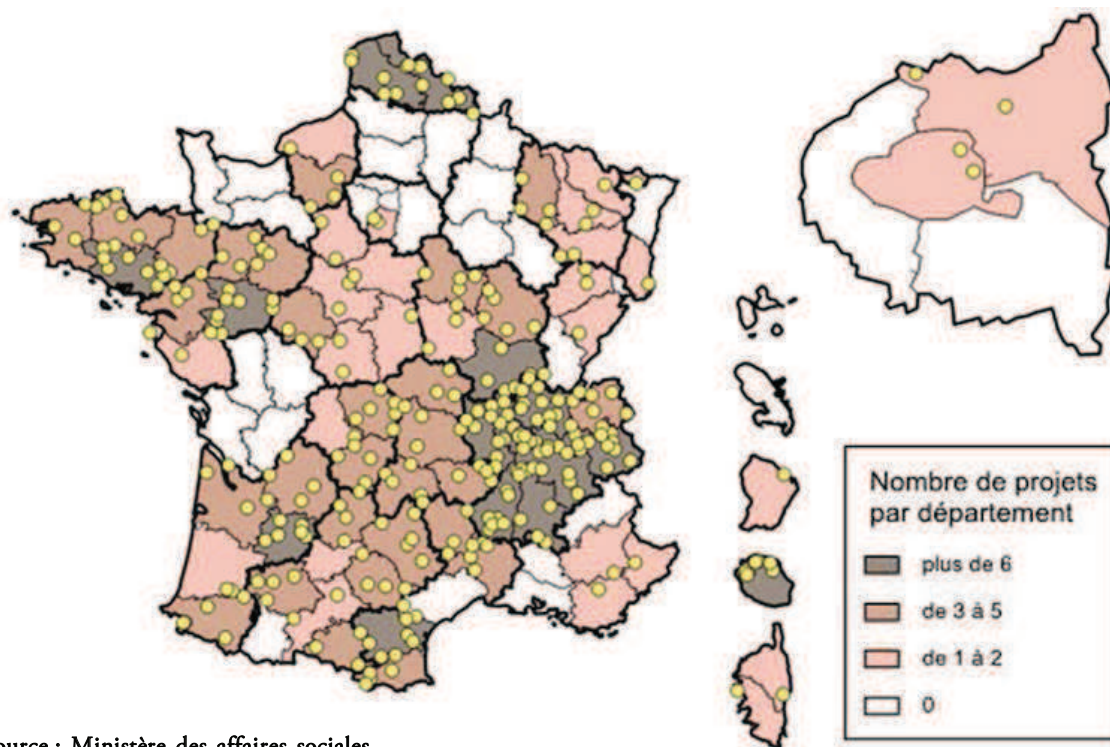 Nombre de projets
par département
plus de 6
de 3 à 5
de 1 à 2
0
ource : Ministère des affaires sociales